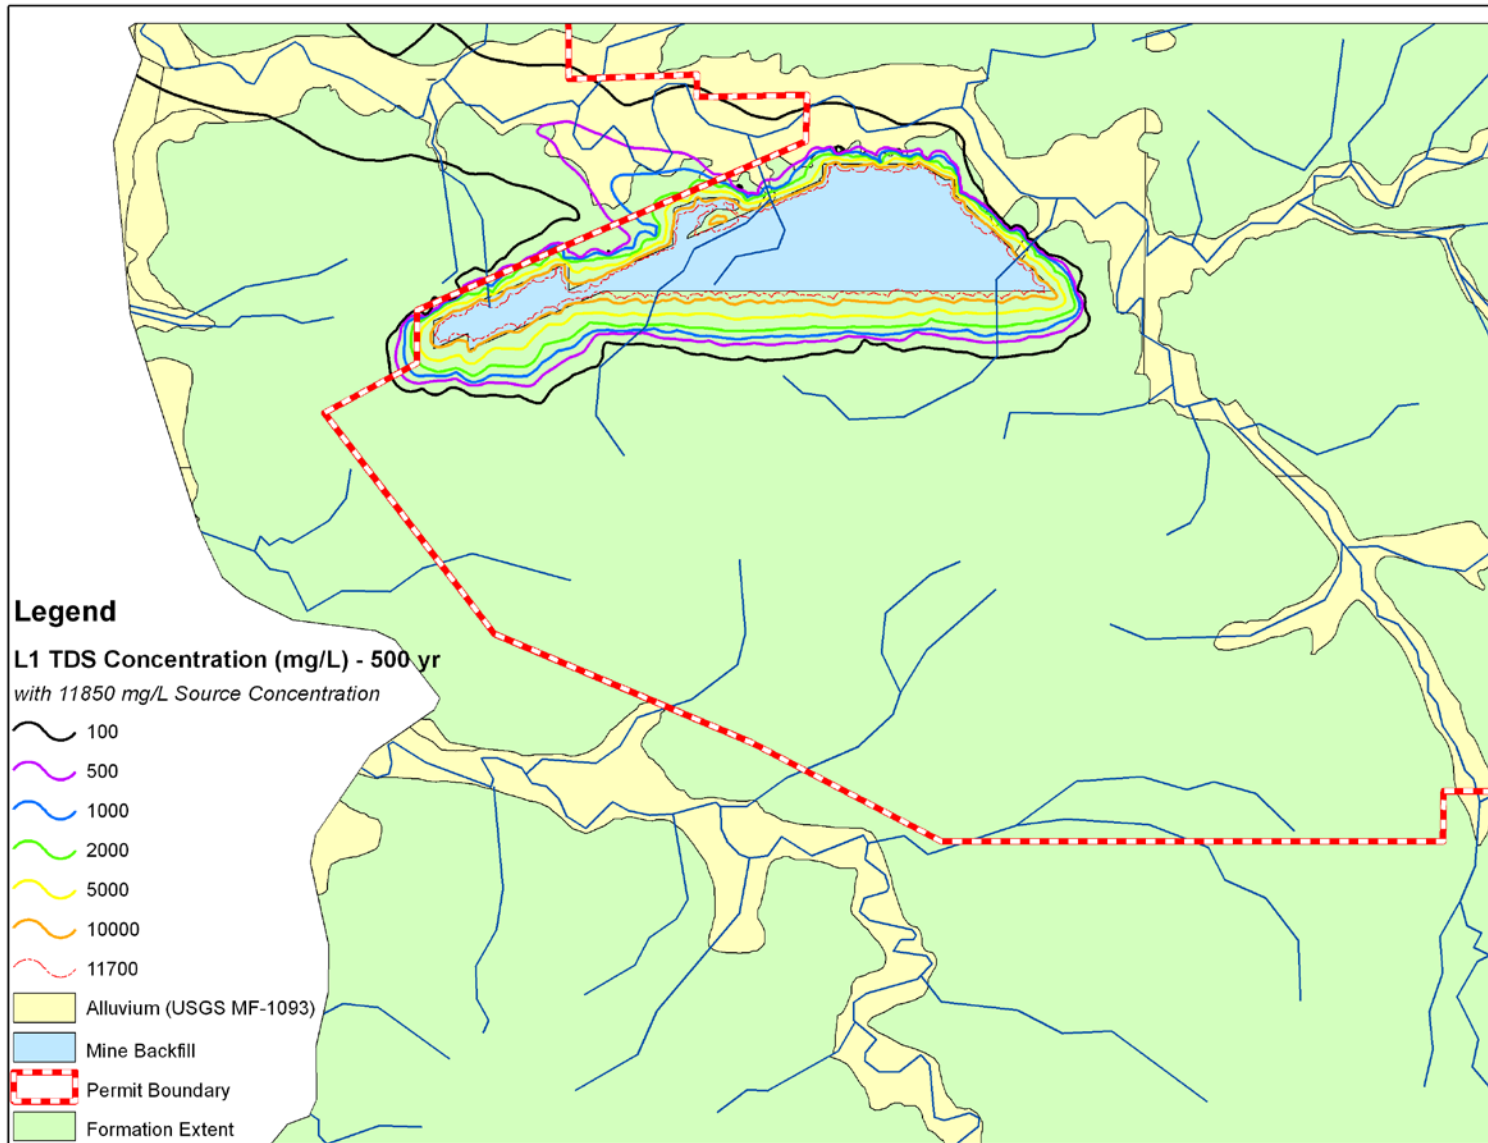 Legend
L1 TDS Concentration (mg/L) - 500 yr
with 11850 mg/L Source Concentration
100
500
1000
2000
5000
10000
11700
Alluvium (USGS MF-1093)
Mine Backfill
Permit Boundary
Formation Extent